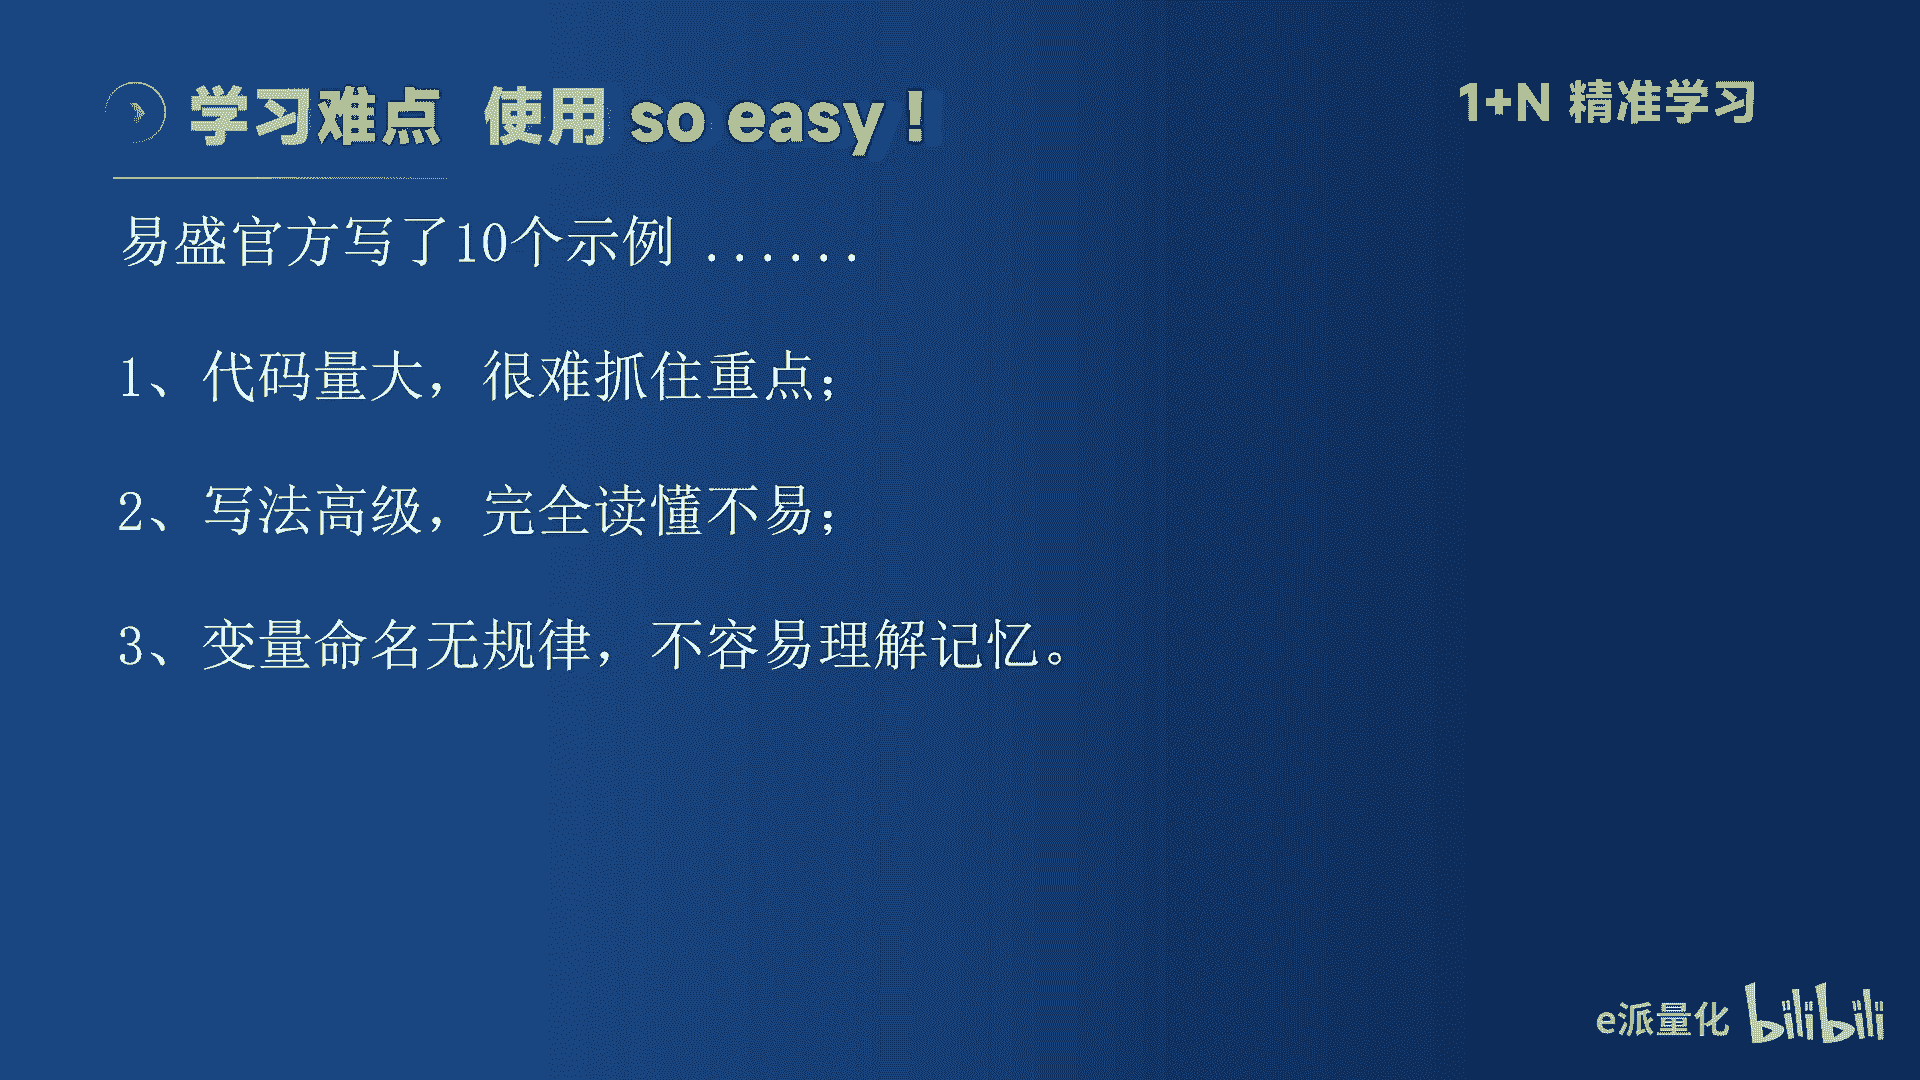 学习难点 使用 so easy !
1+N 精准学习
易盛官方写了10个示例 ......
1、代码量大，很难抓住重点；
2、写法高级，完全读懂不易；
3、变量命名无规律，不容易理解记忆。
e派量化 bilibili